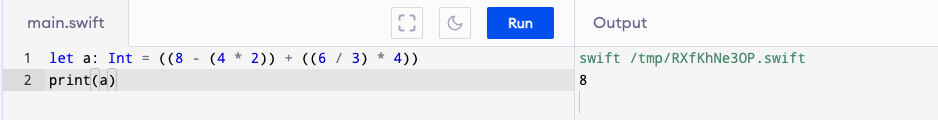 main.swift
Run
Output
1 let a: Int = ((8 - (4 * 2)) + ((6 / 3) * 4))
2 print(a)
swift /tmp/RXfKhNe3OP.swift
8